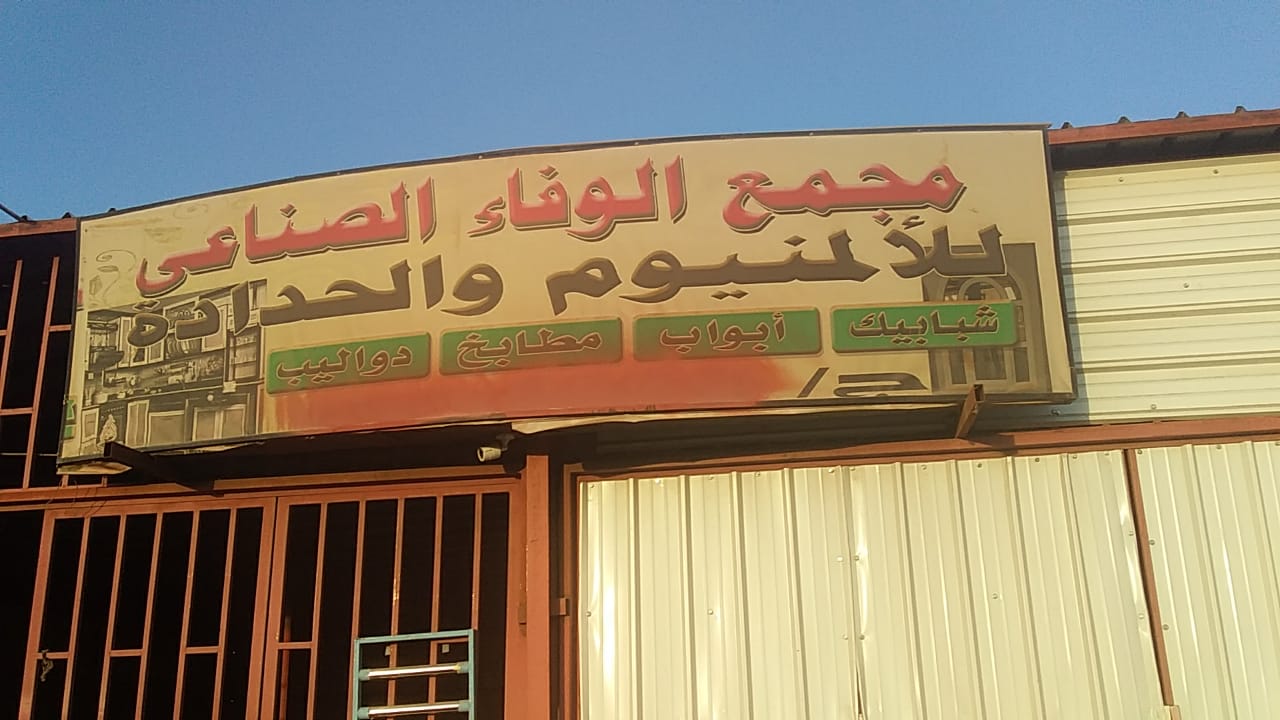 مجمع الوفاء الصناعي
للألمنيوم والحدادة
شبابيك أبواب مطابخ دواليب
ج/